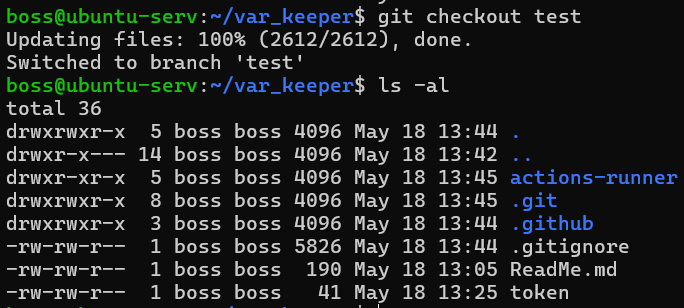 boss@ubuntu-serv:~/var_keeper$ git checkout test
Updating files: 100% (2612/2612), done.
Switched to branch 'test'
boss@ubuntu-serv:~/var_keeper$ ls -al
total 36
drwxrwxr-x  5 boss boss 4096 May 18 13:44 .
drwxr-x--- 14 boss boss 4096 May 18 13:42 ..
drwxr-xr-x  5 boss boss 4096 May 18 13:45 actions-runner
drwxrwxr-x  8 boss boss 4096 May 18 13:45 .git
drwxrwxr-x  3 boss boss 4096 May 18 13:44 .github
-rw-rw-r--  1 boss boss 5826 May 18 13:44 .gitignore
-rw-rw-r--  1 boss boss  190 May 18 13:05 ReadMe.md
-rw-rw-r--  1 boss boss   41 May 18 13:25 token